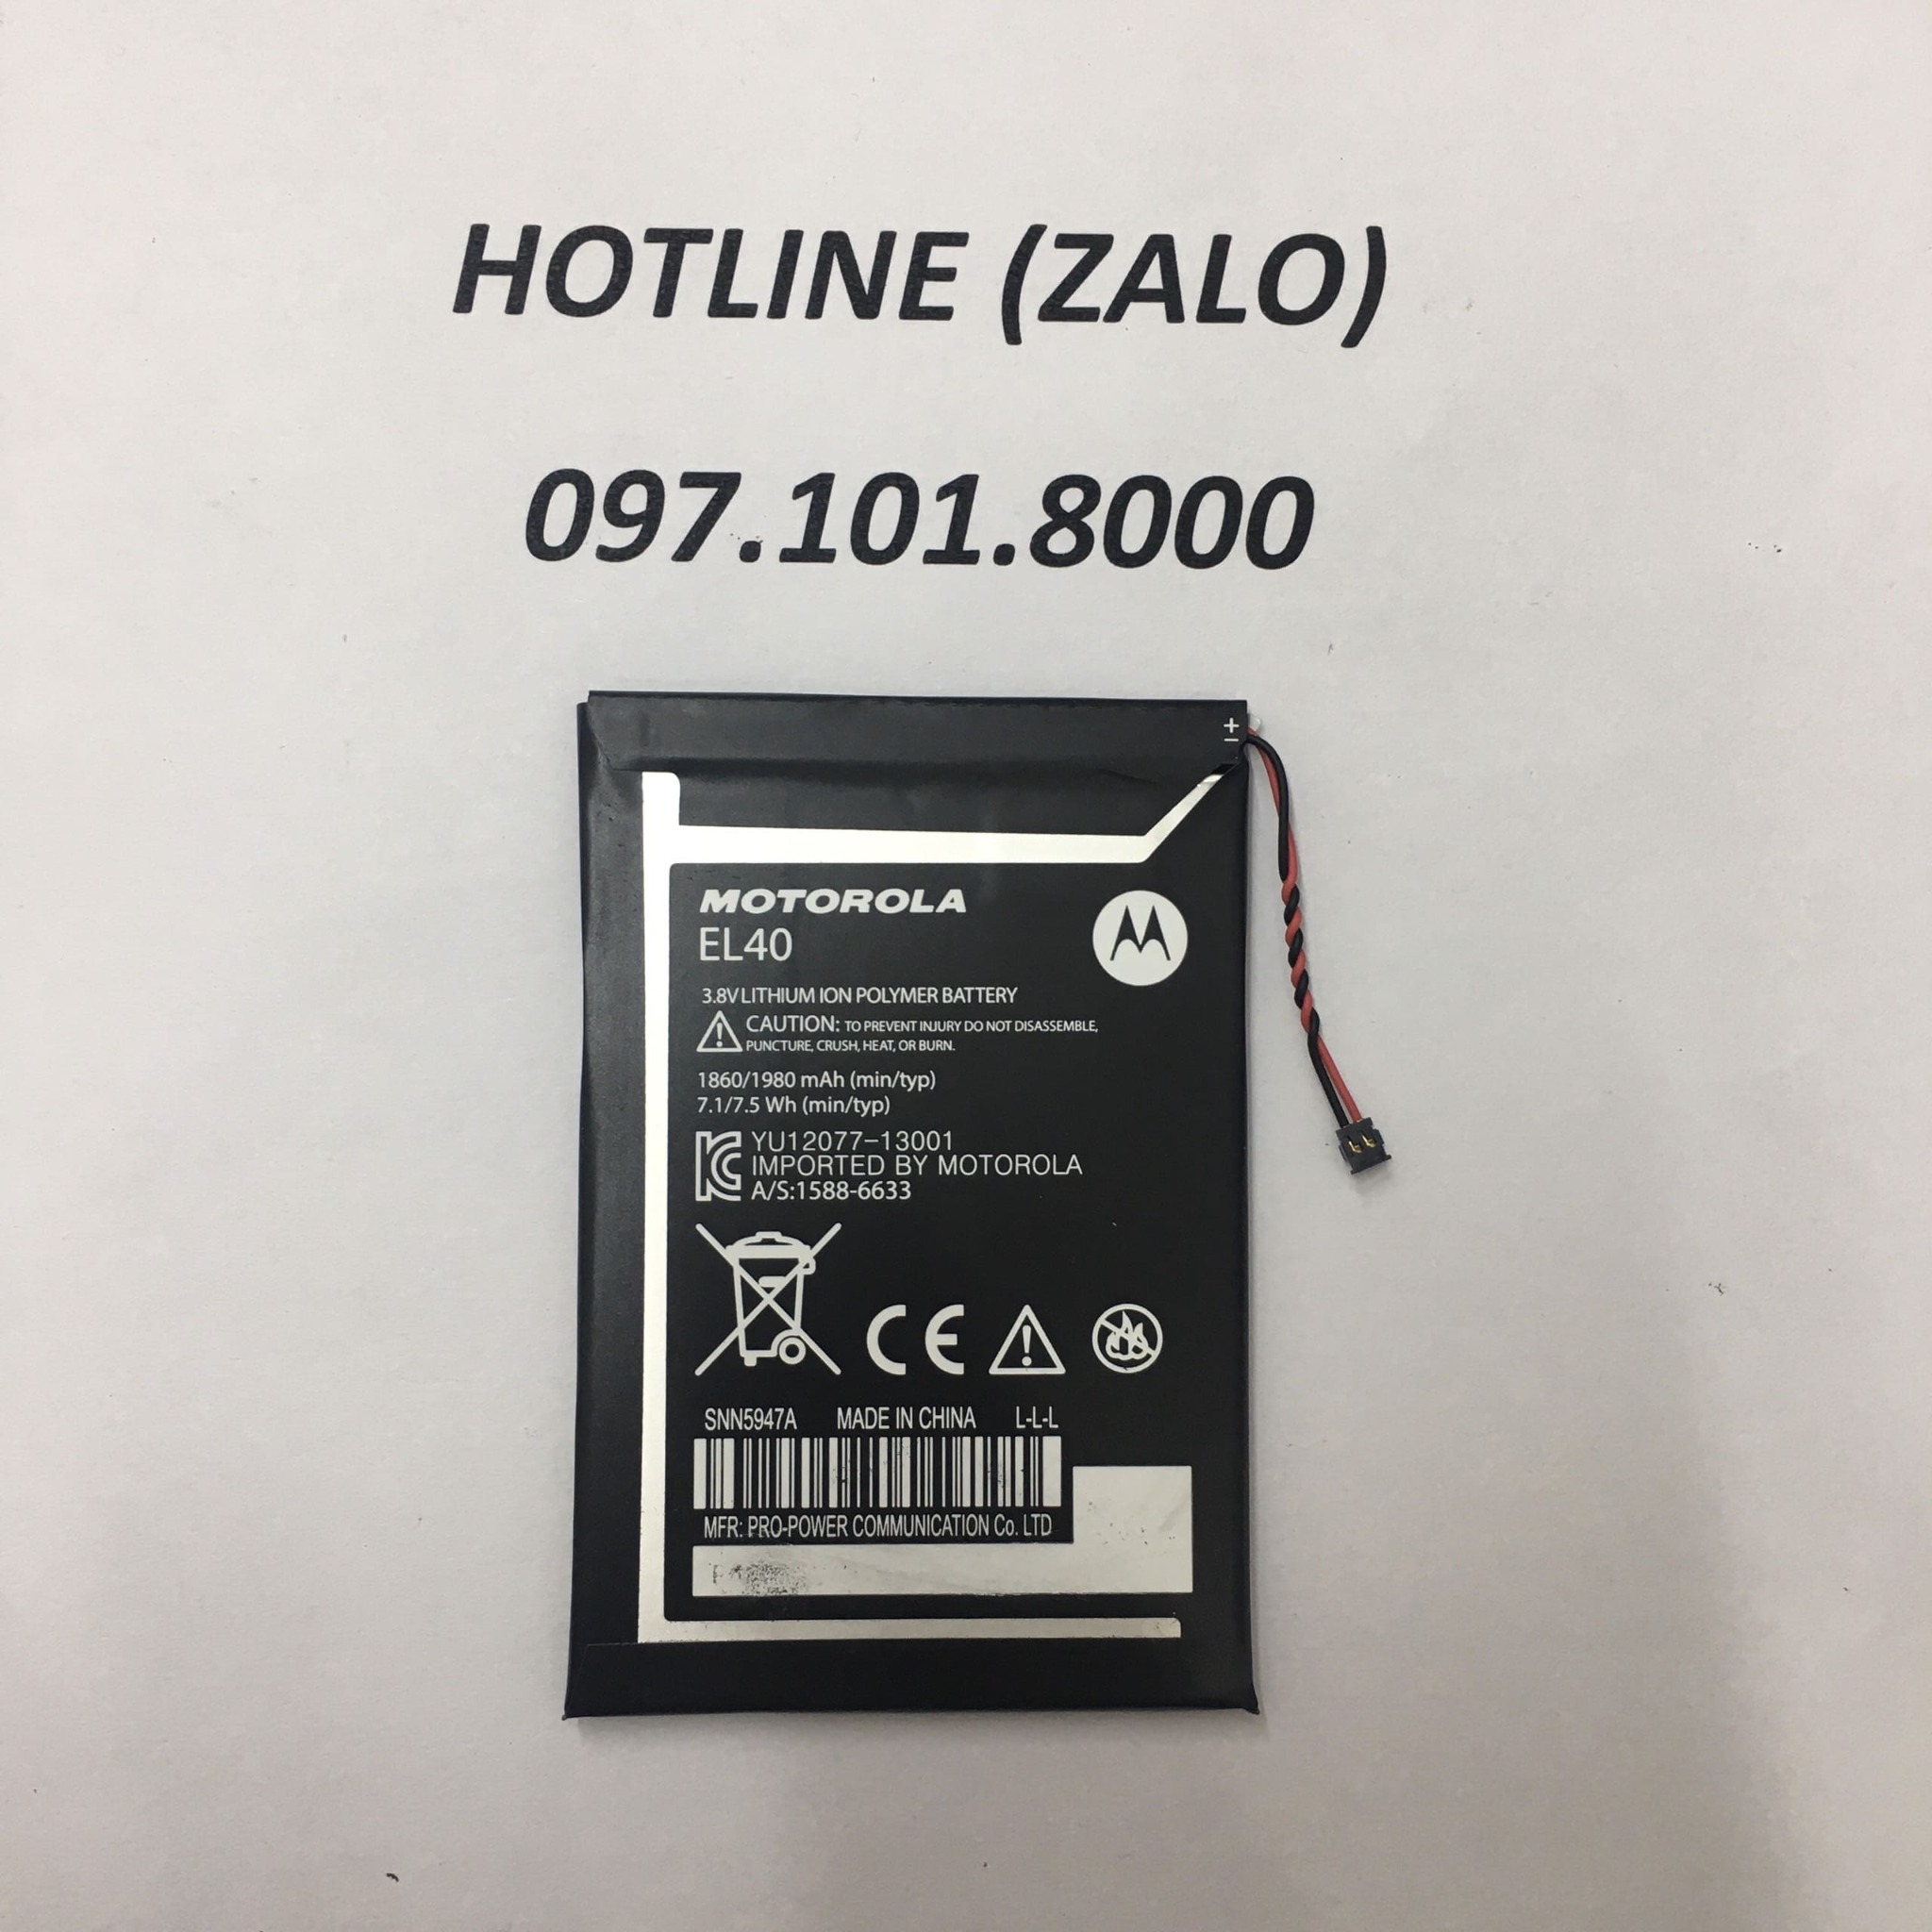 HOTLINE (ZALO)
097.101.8000
+
−
MOTOROLA
EL40
3.8V LITHIUM ION POLYMER BATTERY
CAUTION: TO PREVENT INJURY DO NOT DISASSEMBLE,
PUNCTURE, CRUSH, HEAT, OR BURN.
1860/1980 mAh (min/typ)
7.1/7.5 Wh (min/typ)
YU12077-13001
IMPORTED BY MOTOROLA
A/S:1588-6633
CE
SNN5947A MADE IN CHINA L-L-L
MFR: PRO-POWER COMMUNICATION Co. LTD